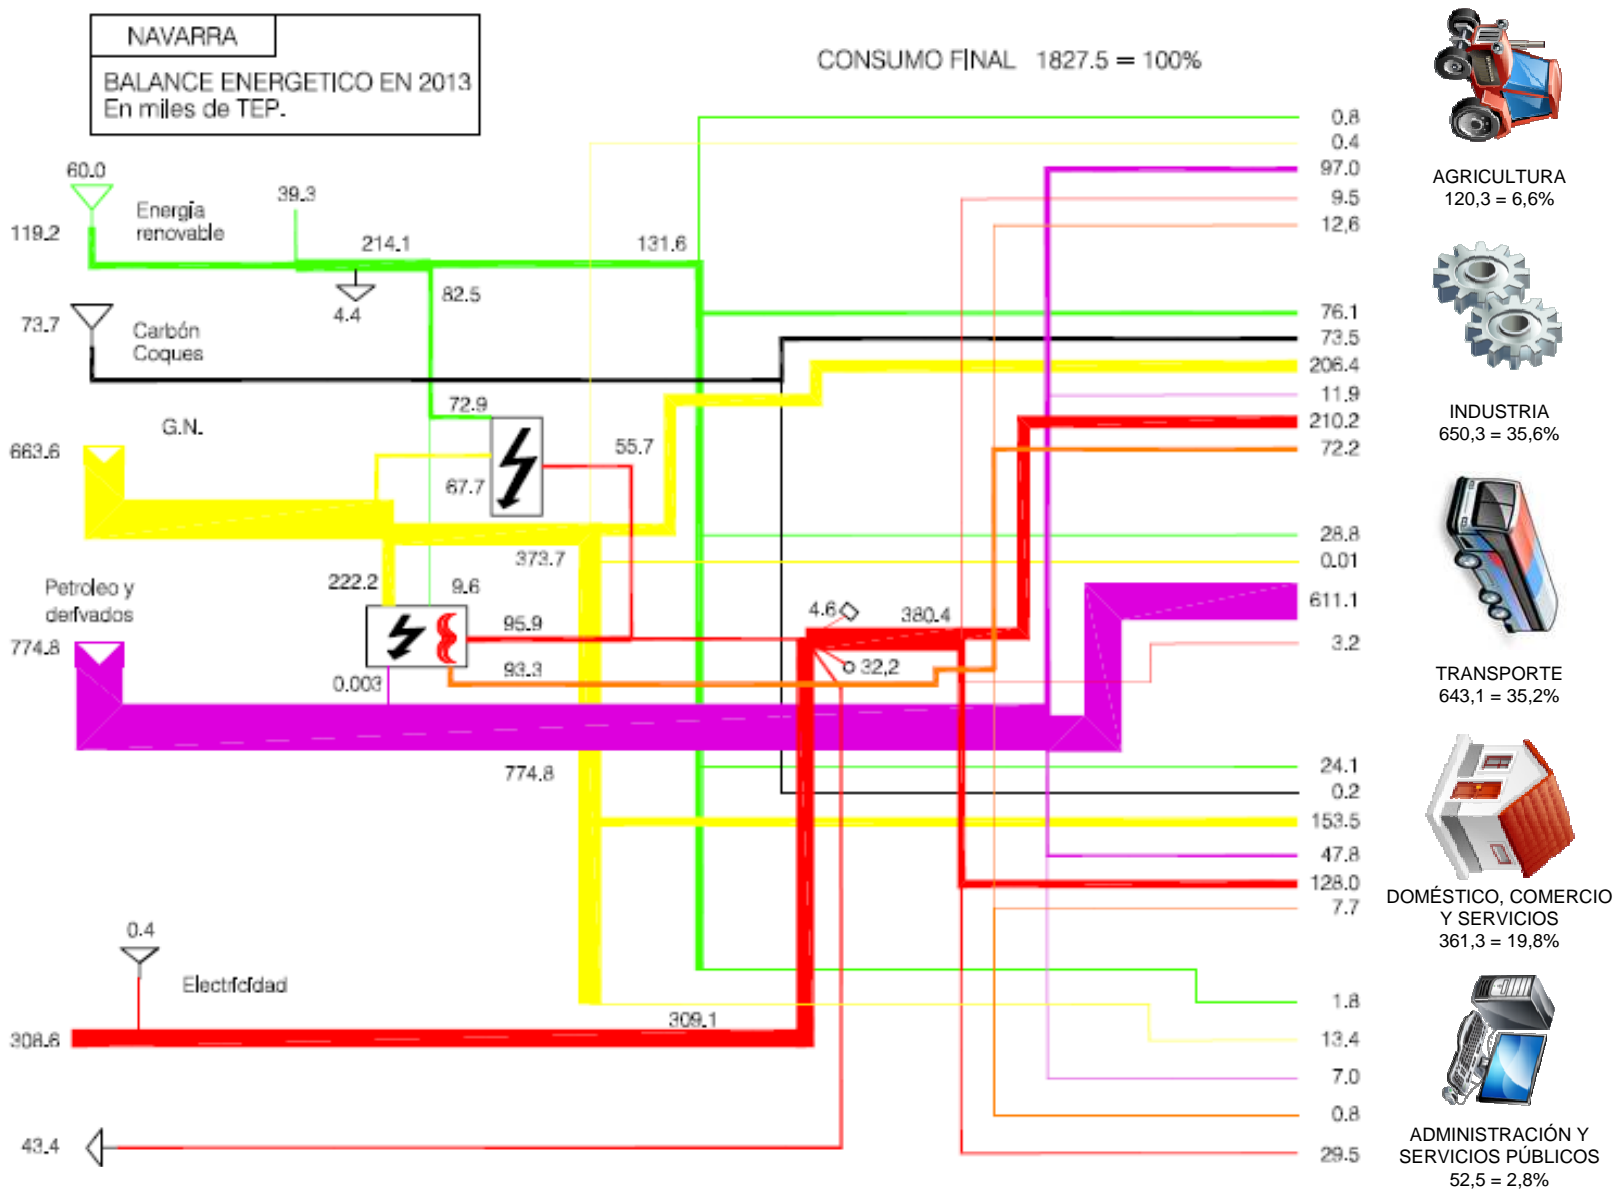 NAVARRA
BALANCE ENERGETICO EN 2013
En miles de TEP.
CONSUMO FINAL 1827.5 = 100%
0.8
0.4
97.0
9.5
12,6
AGRICULTURA
120,3 = 6,6%
60.0
119.2
Energia
renovable
39.3
214.1
4.4
82.5
131.6
73.7
Carbón
Coques
76.1
73.5
206.4
11.9
210.2
72.2
INDUSTRIA
650,3 = 35,6%
G.N.
663.6
72.9
67.7
55.7
373.7
222.2
9.6
28.8
0.01
611.1
3.2
TRANSPORTE
643,1 = 35,2%
Petroleo y
derivados
774.8
95.9
93.3
0.003
774.8
4.6
380.4
32,2
24.1
0.2
153.5
47.8
128.0
7.7
DOMÉSTICO, COMERCIO
Y SERVICIOS
361,3 = 19,8%
0.4
Electricidad
308.6
309.1
43.4
1.8
13.4
7.0
0.8
29.5
ADMINISTRACIÓN Y
SERVICIOS PÚBLICOS
52,5 = 2,8%